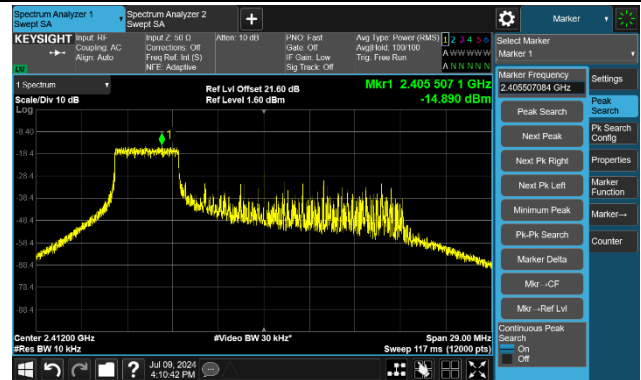 Spectrum Analyzer 1
Swept SA
Spectrum Analyzer 2
Swept SA
+
Marker
KEYSIGHT
Input: RF
Coupling: AC
Align: Auto
Input Z: 50 Ω
Corrections: Off
Freq Ref: Int (S)
NFE: Adaptive
Atten: 10 dB
PNO: Fast
Gate: Off
IF Gain: Low
Sig Track: Off
Avg Type: Power (RMS)
Avg|Hold: 100/100
Trig: Free Run
1 2 3 4 5 6
A W W W W W
A N N N N N
LXI
Select Marker
Marker 1
1 Spectrum
Scale/Div 10 dB
Log
Ref Lvl Offset 21.60 dB
Ref Level 1.60 dBm
Mkr1 2.405 507 1 GHz
-14.890 dBm
Marker Frequency
2.405507084 GHz
Settings
Peak Search
Peak
Search
Next Peak
Pk Search
Config
Next Pk Right
Properties
Next Pk Left
Marker
Function
Minimum Peak
Marker→
Pk-Pk Search
Counter
Marker Delta
Mkr→CF
Mkr→Ref Lvl
Continuous Peak
Search
On
Off
1
-8.40
-18.4
-28.4
-38.4
-48.4
-58.4
-68.4
-78.4
-88.4
Center 2.41200 GHz
#Res BW 10 kHz
#Video BW 30 kHz*
Span 29.00 MHz
Sweep 117 ms (12000 pts)
?
Jul 09, 2024
4:10:42 PM